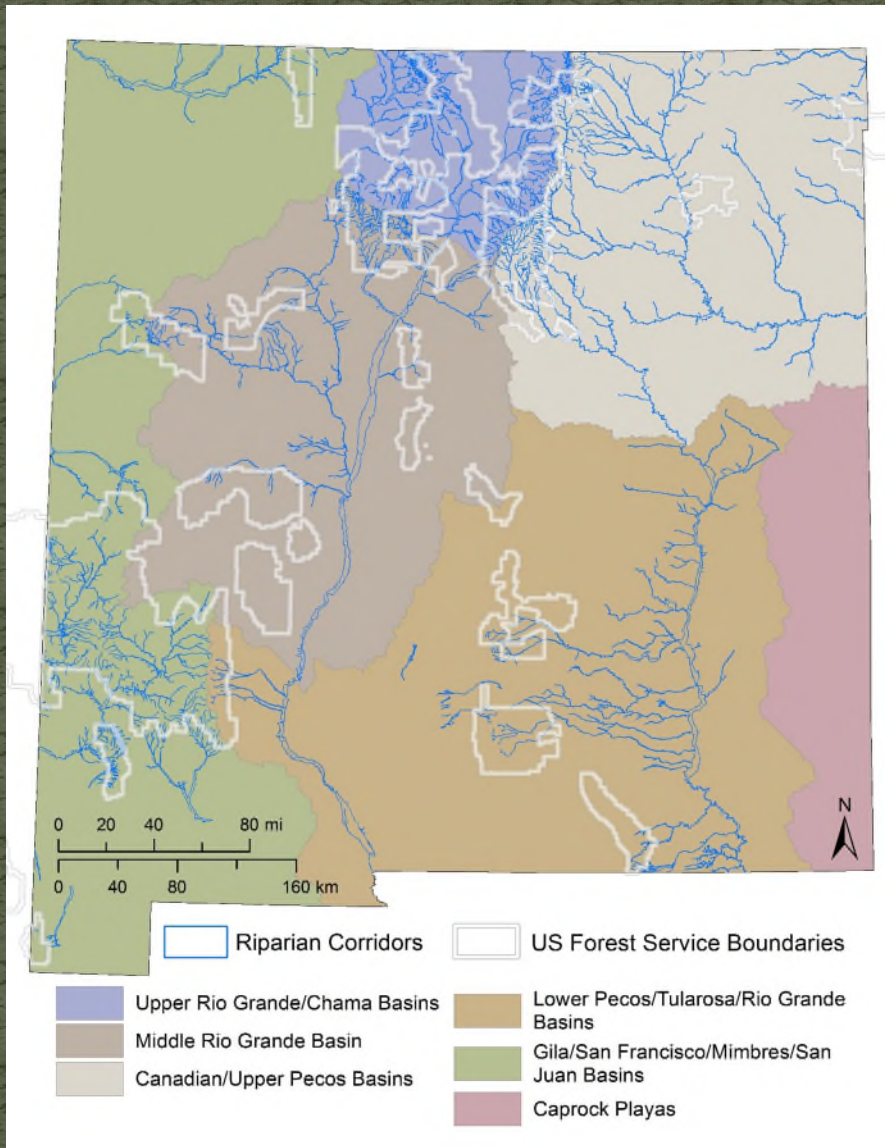 N
0 20 40 80 mi
0 40 80 160 km
Riparian Corridors
US Forest Service Boundaries
Upper Rio Grande/Chama Basins
Middle Rio Grande Basin
Canadian/Upper Pecos Basins
Lower Pecos/Tularosa/Rio Grande
Basins
Gila/San Francisco/Mimbres/San
Juan Basins
Caprock Playas